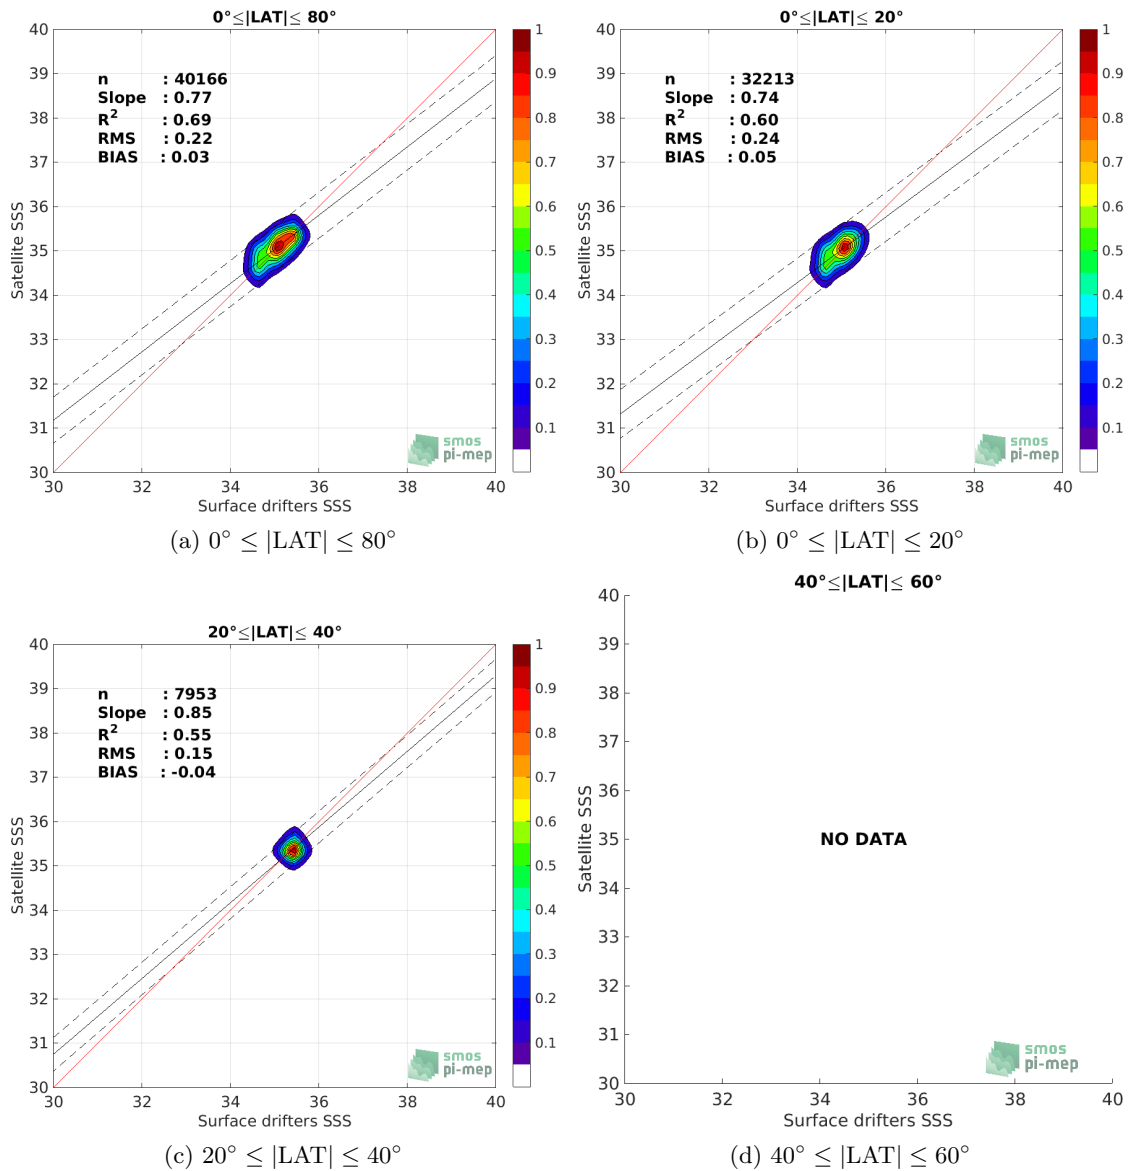 0°≤|LAT|≤ 80°
n : 40166
Slope : 0.77
R² : 0.69
RMS : 0.22
BIAS : 0.03
40
39
38
37
36
35
34
33
32
31
30
Satellite SSS
30 32 34 36 38 40
Surface drifters SSS
1
0.9
0.8
0.7
0.6
0.5
0.4
0.3
0.2
0.1
smos
pi-mep
(a) 0° ≤ |LAT| ≤ 80°
0°≤|LAT|≤ 20°
n : 32213
Slope : 0.74
R² : 0.60
RMS : 0.24
BIAS : 0.05
40
39
38
37
36
35
34
33
32
31
30
Satellite SSS
30 32 34 36 38 40
Surface drifters SSS
1
0.9
0.8
0.7
0.6
0.5
0.4
0.3
0.2
0.1
smos
pi-mep
(b) 0° ≤ |LAT| ≤ 20°
20°≤|LAT|≤ 40°
n : 7953
Slope : 0.85
R² : 0.55
RMS : 0.15
BIAS : -0.04
40
39
38
37
36
35
34
33
32
31
30
Satellite SSS
30 32 34 36 38 40
Surface drifters SSS
1
0.9
0.8
0.7
0.6
0.5
0.4
0.3
0.2
0.1
smos
pi-mep
(c) 20° ≤ |LAT| ≤ 40°
40°≤|LAT|≤ 60°
40
39
38
37
36
35
34
33
32
31
30
Satellite SSS
NO DATA
30 32 34 36 38 40
Surface drifters SSS
smos
pi-mep
(d) 40° ≤ |LAT| ≤ 60°